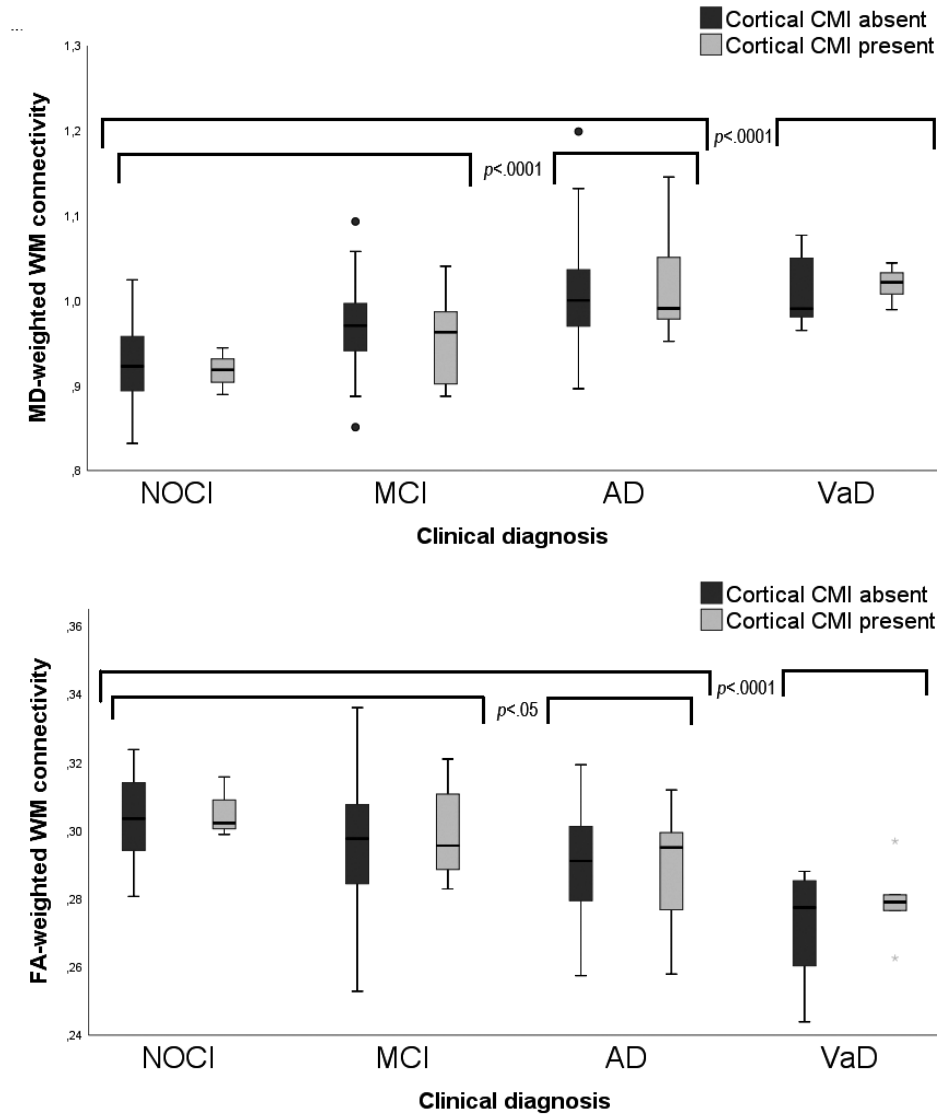 ...
Cortical CMI absent
Cortical CMI present
1,3
1,2
1,1
1,0
,9
,8
MD-weighted WM connectivity
p<.0001
p<.0001
NOCI MCI AD VaD
Clinical diagnosis
Cortical CMI absent
Cortical CMI present
,36
,34
,32
,30
,28
,26
,24
FA-weighted WM connectivity
p<.0001
p<.05
NOCI MCI AD VaD
Clinical diagnosis